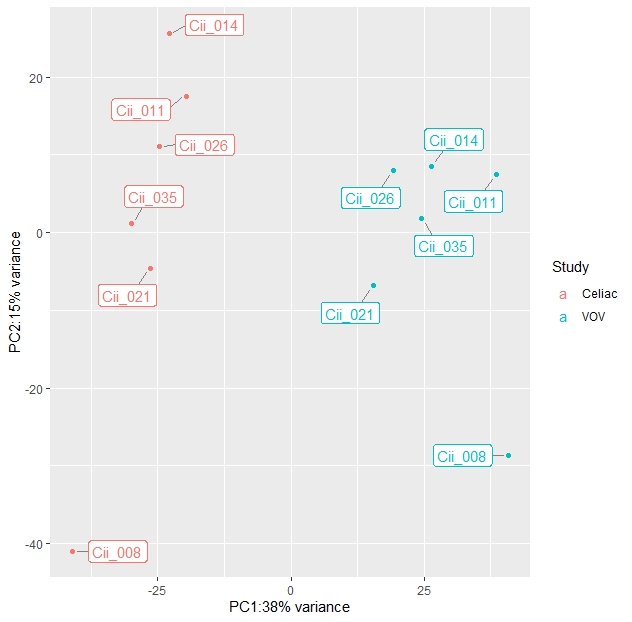 Cii_014
20
Cii_011
Cii_014
Cii_026
Cii_035
Cii_026
Cii_011
0
Cii_035
PC2:15% variance
Study
Cii_021
a Celiac
Cii_021
a VOV
-20
Cii_008
-40
Cii_008
-25
0
25
PC1:38% variance